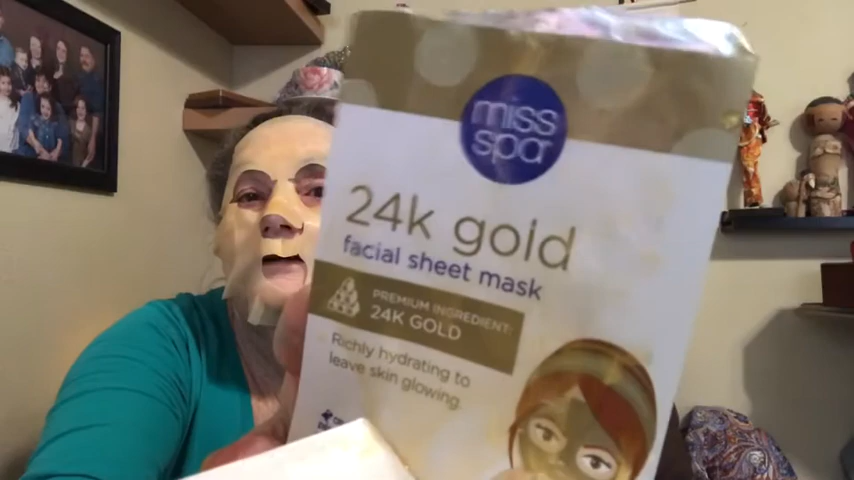 miss
spa
24k gold
facial sheet mask
PREMIUM INGREDIENT:
24K GOLD
Richly hydrating to
leave skin glowing.